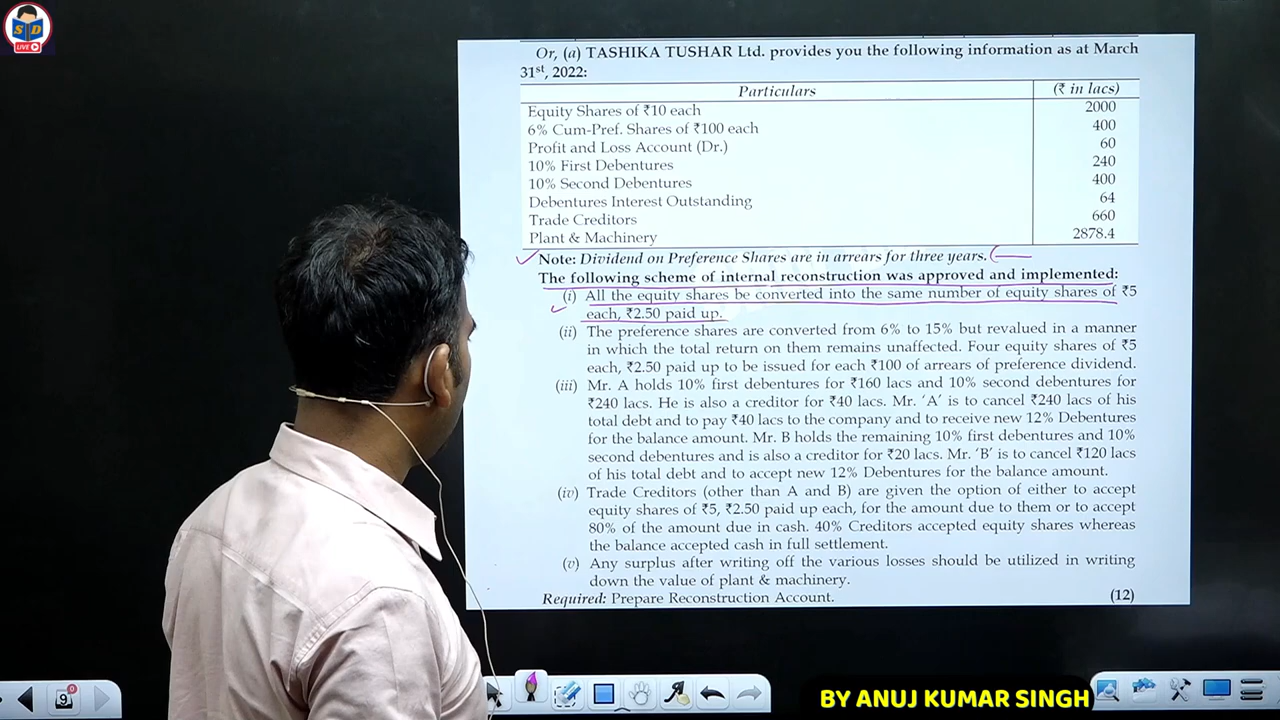 S D
LIVE
Or, (a) TASHIKA TUSHAR Ltd. provides you the following information as at March
31st, 2022:
Particulars (₹ in lacs)
Equity Shares of ₹10 each 2000
6% Cum-Pref. Shares of ₹100 each 400
Profit and Loss Account (Dr.) 60
10% First Debentures 240
10% Second Debentures 400
Debentures Interest Outstanding 64
Trade Creditors 660
Plant & Machinery 2878.4
Note: Dividend on Preference Shares are in arrears for three years.
The following scheme of internal reconstruction was approved and implemented:
(i) All the equity shares be converted into the same number of equity shares of ₹5
each, ₹2.50 paid up.
(ii) The preference shares are converted from 6% to 15% but revalued in a manner
in which the total return on them remains unaffected. Four equity shares of ₹5
each, ₹2.50 paid up to be issued for each ₹100 of arrears of preference dividend.
(iii) Mr. A holds 10% first debentures for ₹160 lacs and 10% second debentures for
₹240 lacs. He is also a creditor for ₹40 lacs. Mr. 'A' is to cancel ₹240 lacs of his
total debt and to pay ₹40 lacs to the company and to receive new 12% Debentures
for the balance amount. Mr. B holds the remaining 10% first debentures and 10%
second debentures and is also a creditor for ₹20 lacs. Mr. 'B' is to cancel ₹120 lacs
of his total debt and to accept new 12% Debentures for the balance amount.
(iv) Trade Creditors (other than A and B) are given the option of either to accept
equity shares of ₹5, ₹2.50 paid up each, for the amount due to them or to accept
80% of the amount due in cash. 40% Creditors accepted equity shares whereas
the balance accepted cash in full settlement.
(v) Any surplus after writing off the various losses should be utilized in writing
down the value of plant & machinery.
Required: Prepare Reconstruction Account. (12)
9
0
BY ANUJ KUMAR SINGH